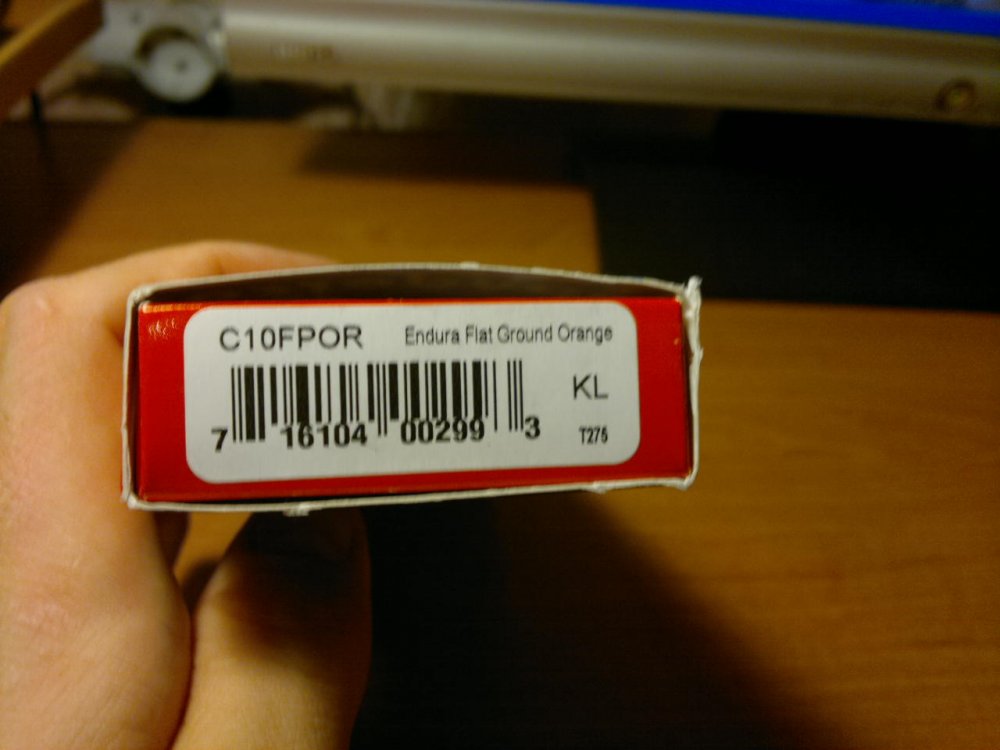 C10FPOR Endura Flat Ground Orange
KL
7 16104 00299 3
T275